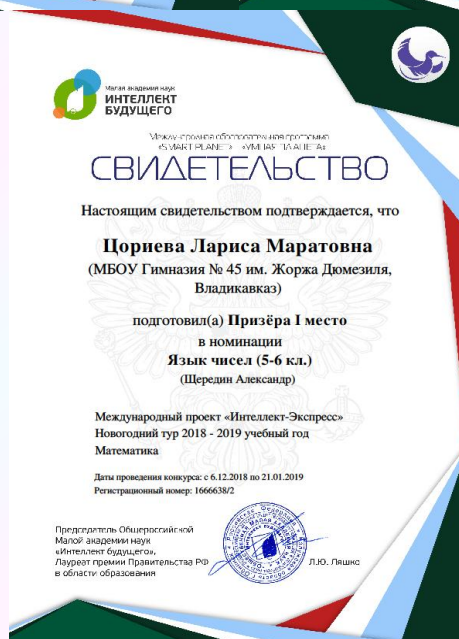 Малая академия наук
ИНТЕЛЛЕКТ
БУДУЩЕГО
Международная образовательная программа
«SMART PLANET» «УМНАЯ ПЛАНЕТА»
СВИДЕТЕЛЬСТВО
Настоящим свидетельством подтверждается, что
Цориева Лариса Маратовна
(МБОУ Гимназия № 45 им. Жоржа Дюмезиля,
Владикавказ)
подготовил(а) Призёра I место
в номинации
Язык чисел (5-6 кл.)
(Щередин Александр)
Международный проект «Интеллект-Экспресс»
Новогодний тур 2018 - 2019 учебный год
Математика
Даты проведения конкурса: с 6.12.2018 по 21.01.2019
Регистрационный номер: 1666638/2
Председатель Общероссийской
Малой академии наук
«Интеллект будущего»,
Лауреат премии Правительства РФ
в области образования
Л.Ю. Ляшко